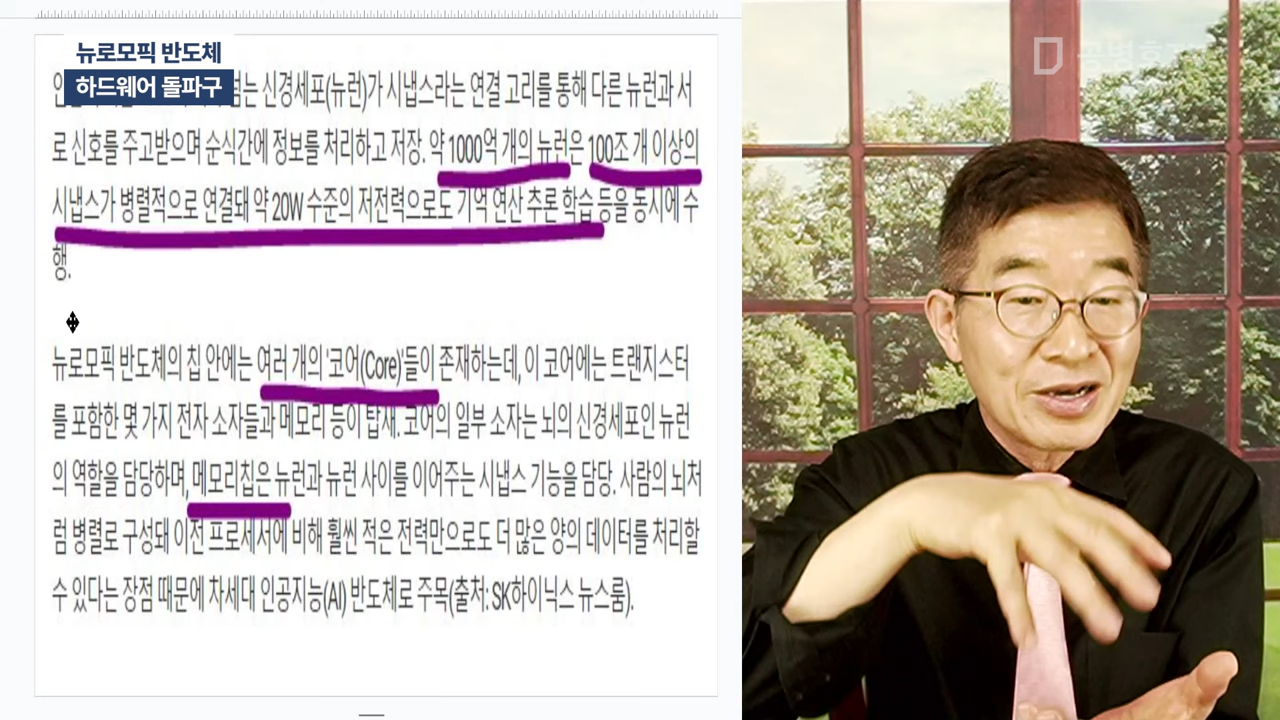 뉴로모픽 반도체
하드웨어 돌파구
는 신경세포(뉴런)가 시냅스라는 연결 고리를 통해 다른 뉴런과 서
로 신호를 주고받으며 순식간에 정보를 처리하고 저장. 약 1000억 개의 뉴런은 100조 개 이상의
시냅스가 병렬적으로 연결돼 약 20W 수준의 저전력으로도 기억 연산 추론 학습 등을 동시에 수
행.
뉴로모픽 반도체의 칩 안에는 여러 개의 '코어(Core)'들이 존재하는데, 이 코어에는 트랜지스터
를 포함한 몇 가지 전자 소자들과 메모리 등이 탑재. 코어의 일부 소자는 뇌의 신경세포인 뉴런
의 역할을 담당하며, 메모리칩은 뉴런과 뉴런 사이를 이어주는 시냅스 기능을 담당. 사람의 뇌처
럼 병렬로 구성돼 이전 프로세서에 비해 훨씬 적은 전력만으로도 더 많은 양의 데이터를 처리할
수 있다는 장점 때문에 차세대 인공지능(AI) 반도체로 주목(출처: SK하이닉스 뉴스룸).